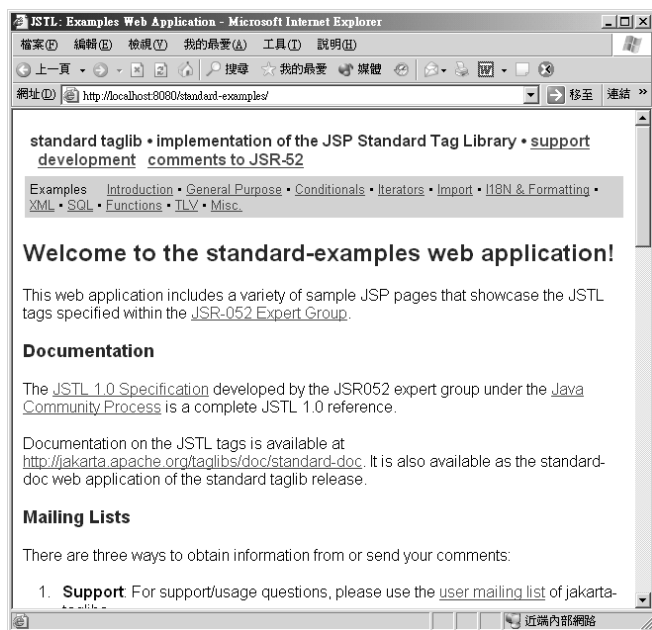 JSTL: Examples Web Application - Microsoft Internet Explorer
檔案(F) 編輯(E) 檢視(V) 我的最愛(A) 工具(T) 說明(H)
上一頁 搜尋 我的最愛 媒體
網址(D) http://localhost:8080/standard-examples/ 移至 連結 »
standard taglib • implementation of the JSP Standard Tag Library • support
development comments to JSR-52
Examples Introduction • General Purpose • Conditionals • Iterators • Import • I18N & Formatting •
XML • SQL • Functions • TLV • Misc.
Welcome to the standard-examples web application!
This web application includes a variety of sample JSP pages that showcase the JSTL
tags specified within the JSR-052 Expert Group.
Documentation
The JSTL 1.0 Specification developed by the JSR052 expert group under the Java
Community Process is a complete JSTL 1.0 reference.
Documentation on the JSTL tags is available at
http://jakarta.apache.org/taglibs/doc/standard-doc. It is also available as the standard-
doc web application of the standard taglib release.
Mailing Lists
There are three ways to obtain information from or send your comments:
1. Support: For support/usage questions, please use the user mailing list of jakarta-
近端內部網路